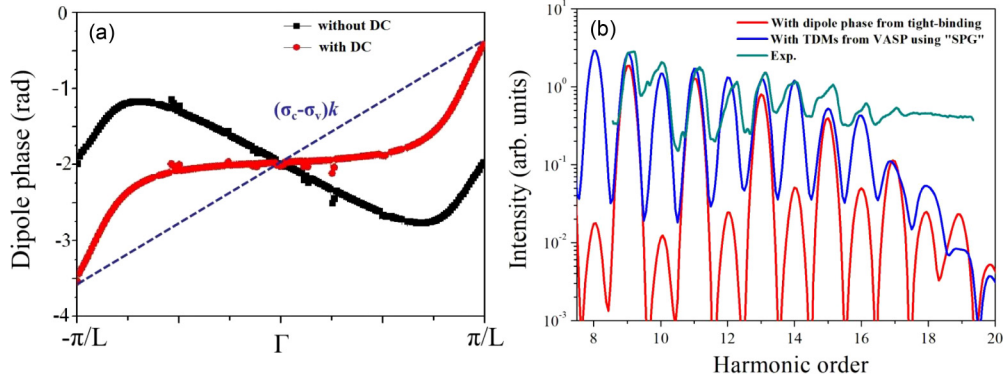 (a)
without DC
with DC
(σc-σv)k
Dipole phase (rad)
0
-1
-2
-3
-4
-π/L
Γ
π/L
(b)
With dipole phase from tight-binding
With TDMs from VASP using "SPG"
Exp.
Intensity (arb. units)
10¹
10⁰
10⁻¹
10⁻²
10⁻³
8 10 12 14 16 18 20
Harmonic order